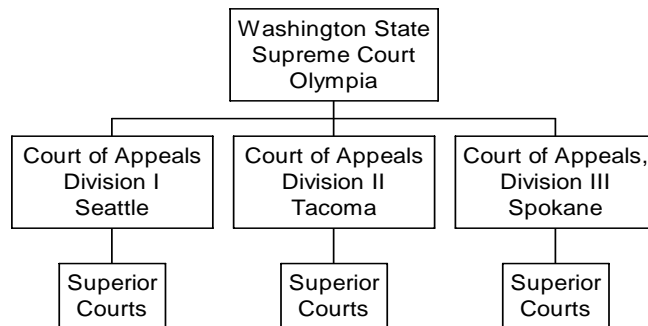 Washington State
Supreme Court
Olympia
Court of Appeals
Division I
Seattle
Court of Appeals
Division II
Tacoma
Court of Appeals,
Division III
Spokane
Superior
Courts
Superior
Courts
Superior
Courts